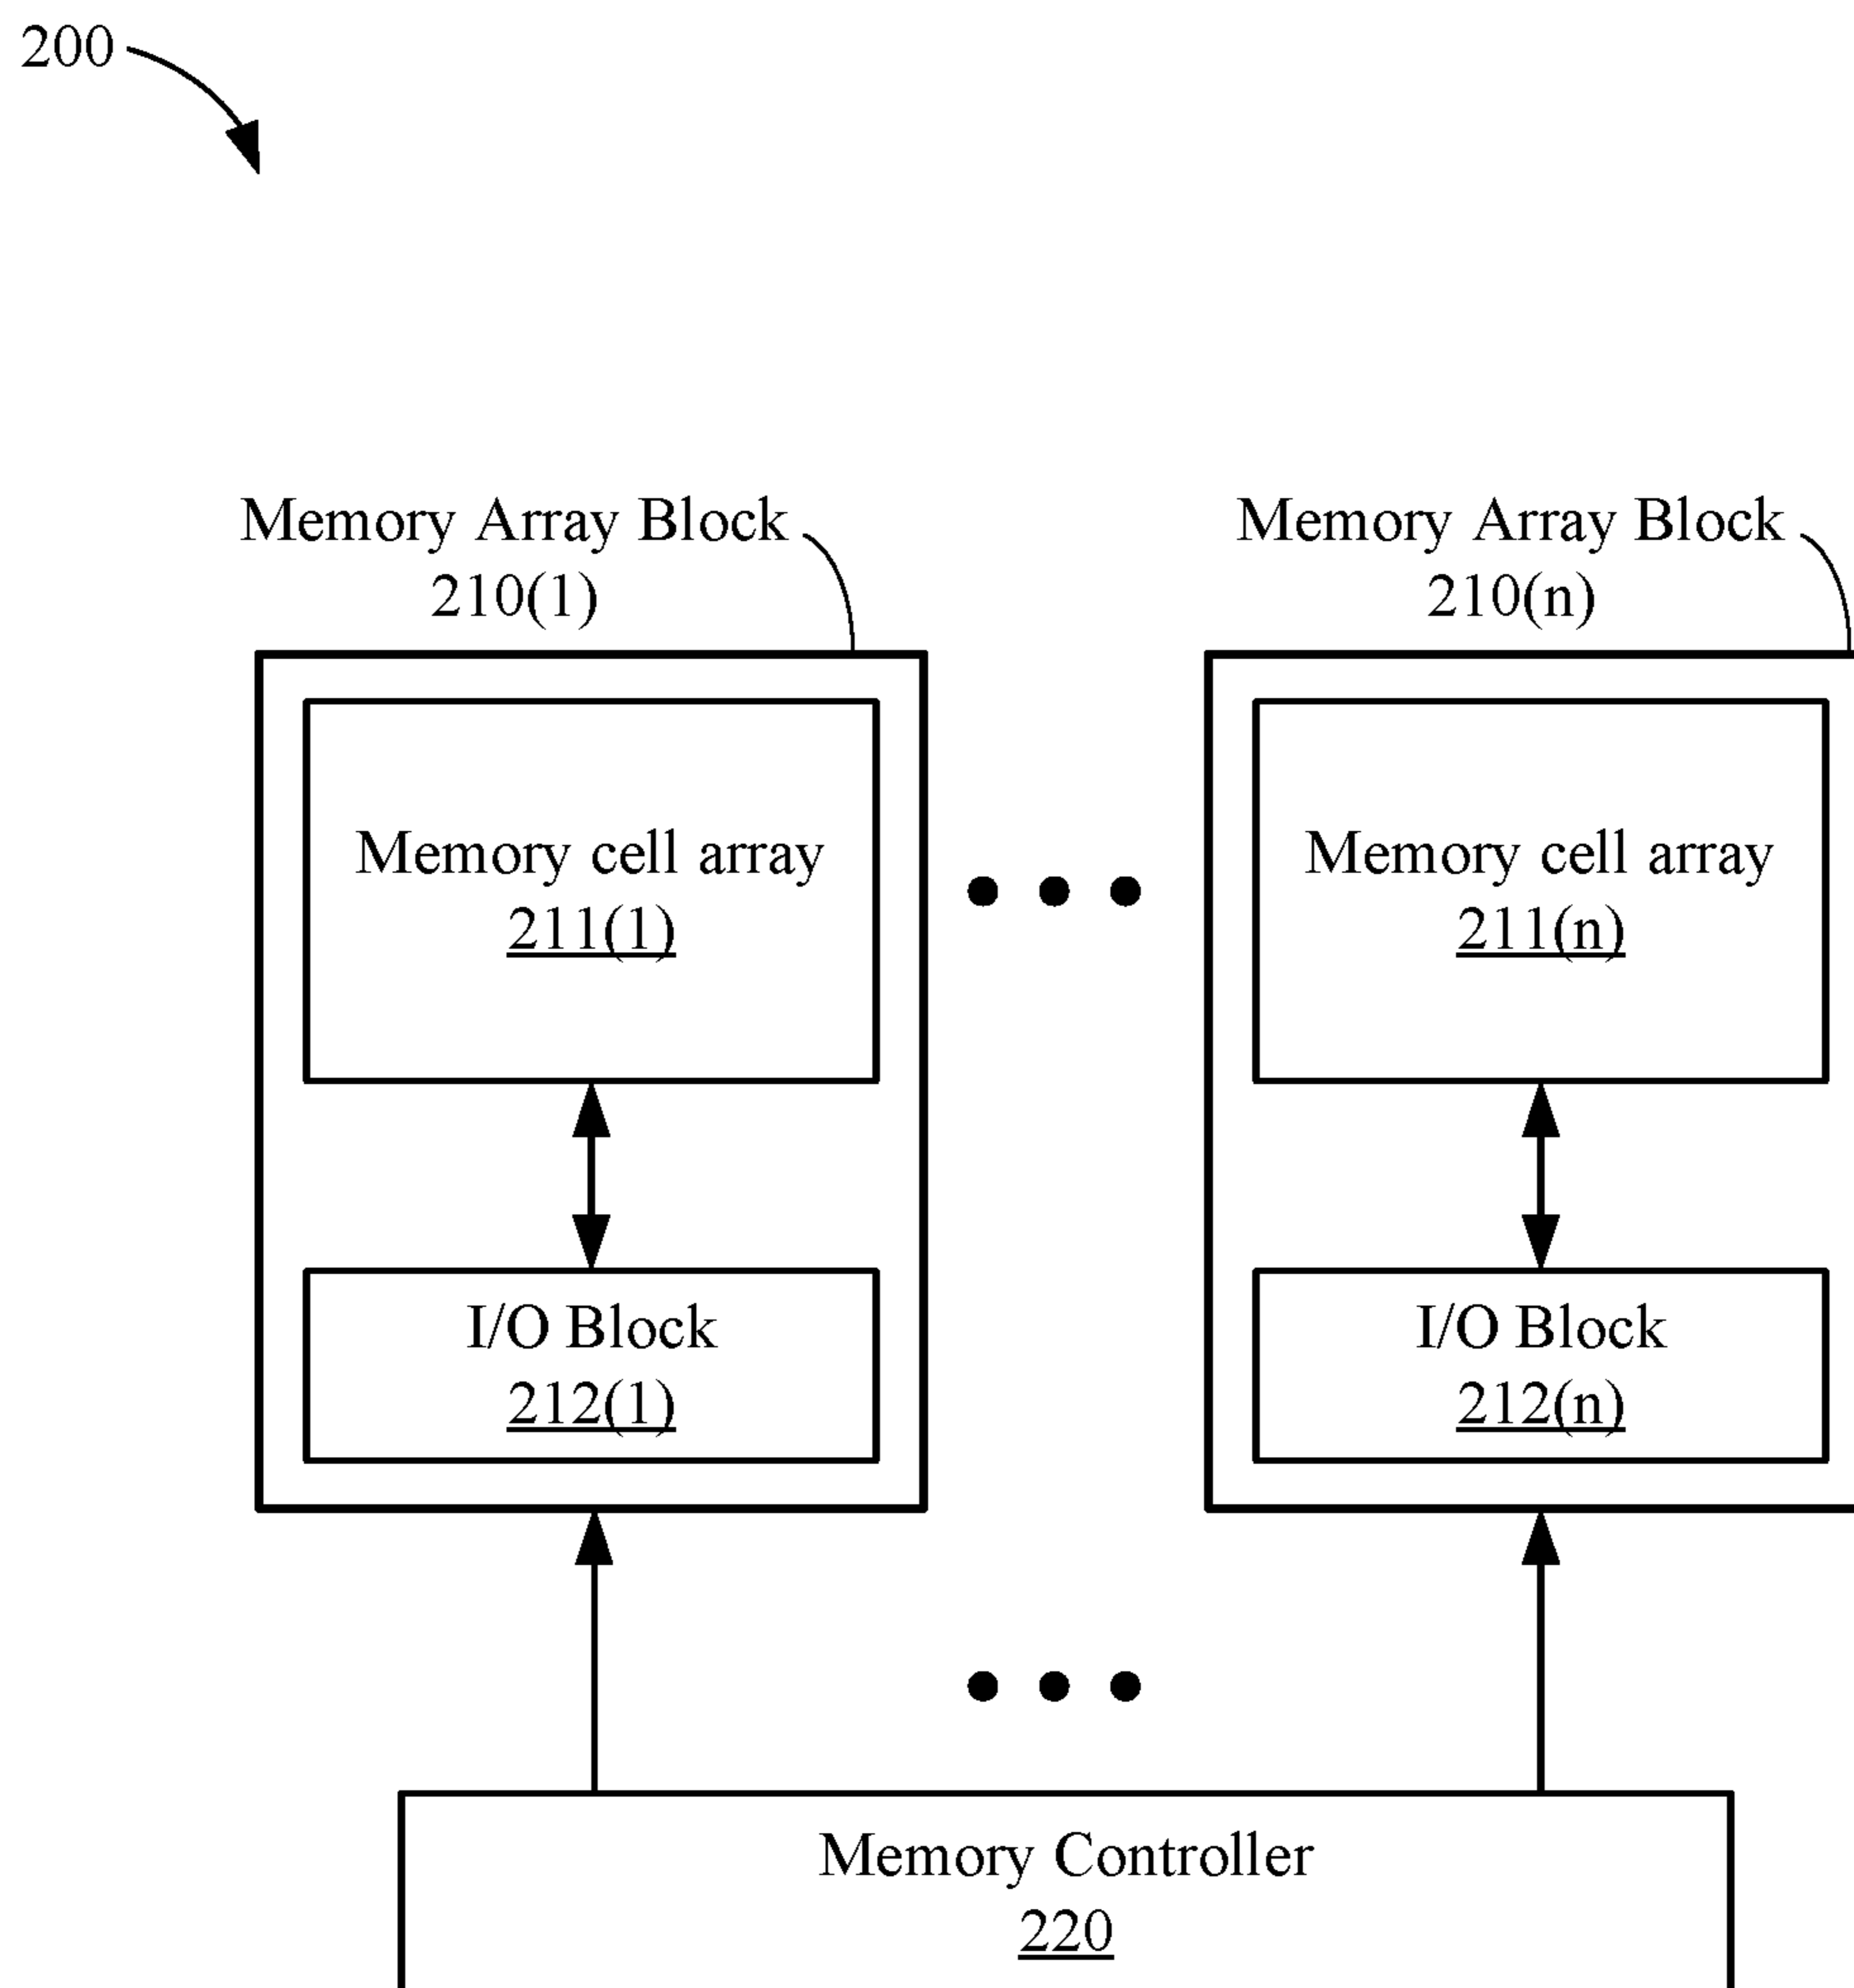 200
Memory Array Block
210(1)
Memory Array Block
210(n)
Memory cell array
211(1)
Memory cell array
211(n)
I/O Block
212(1)
I/O Block
212(n)
Memory Controller
220